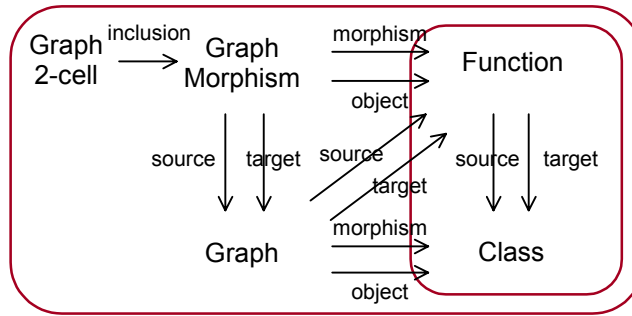 Graph
2-cell
inclusion
Graph
Morphism
morphism
object
Function
source
target
source
target
source
target
Graph
morphism
object
Class